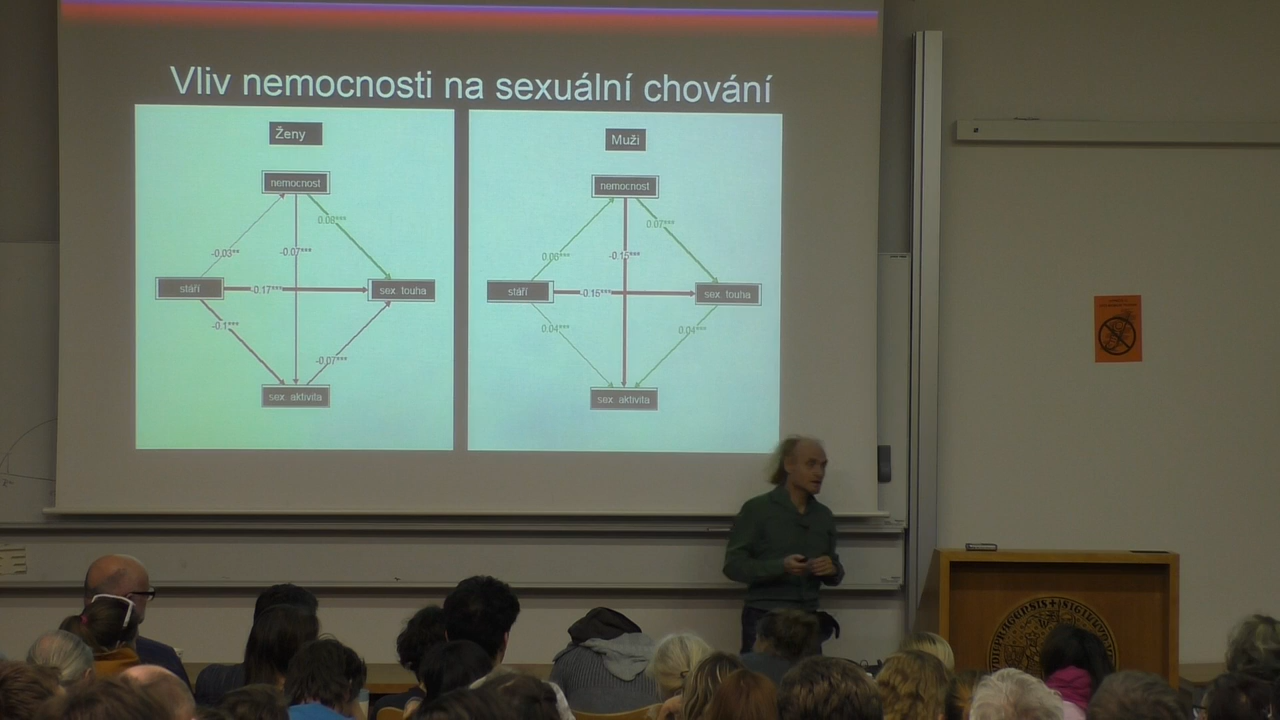 Vliv nemocnosti na sexuální chování
Ženy
nemocnost
0.08***
-0.03**
-0.07***
stáří
-0.17***
sex. touha
-0.1***
-0.07***
sex. aktivita
Muži
nemocnost
0.07***
0.06***
-0.15***
stáří
-0.15***
sex. touha
0.04***
0.04***
sex. aktivita